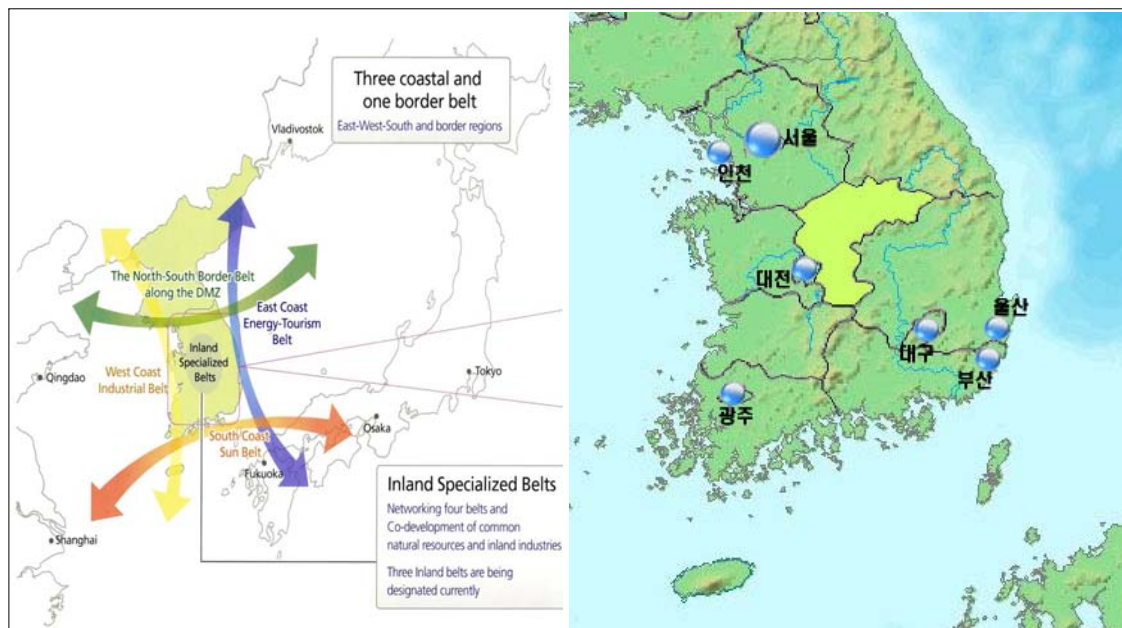 Three coastal and
one border belt
East-West-South and border regions
Vladivostok
The North-South Border Belt
along the DMZ
East Coast
Energy-Tourism
Belt
Inland
Specialized
Belts
West Coast
Industrial Belt
Qingdao
Tokyo
Osaka
South Coast
Sun Belt
Fukuoka
Shanghai
Inland Specialized Belts
Networking four belts and
Co-development of common
natural resources and inland industries
Three Inland belts are being
designated currently
서울
인천
대전
울산
대구
부산
광주